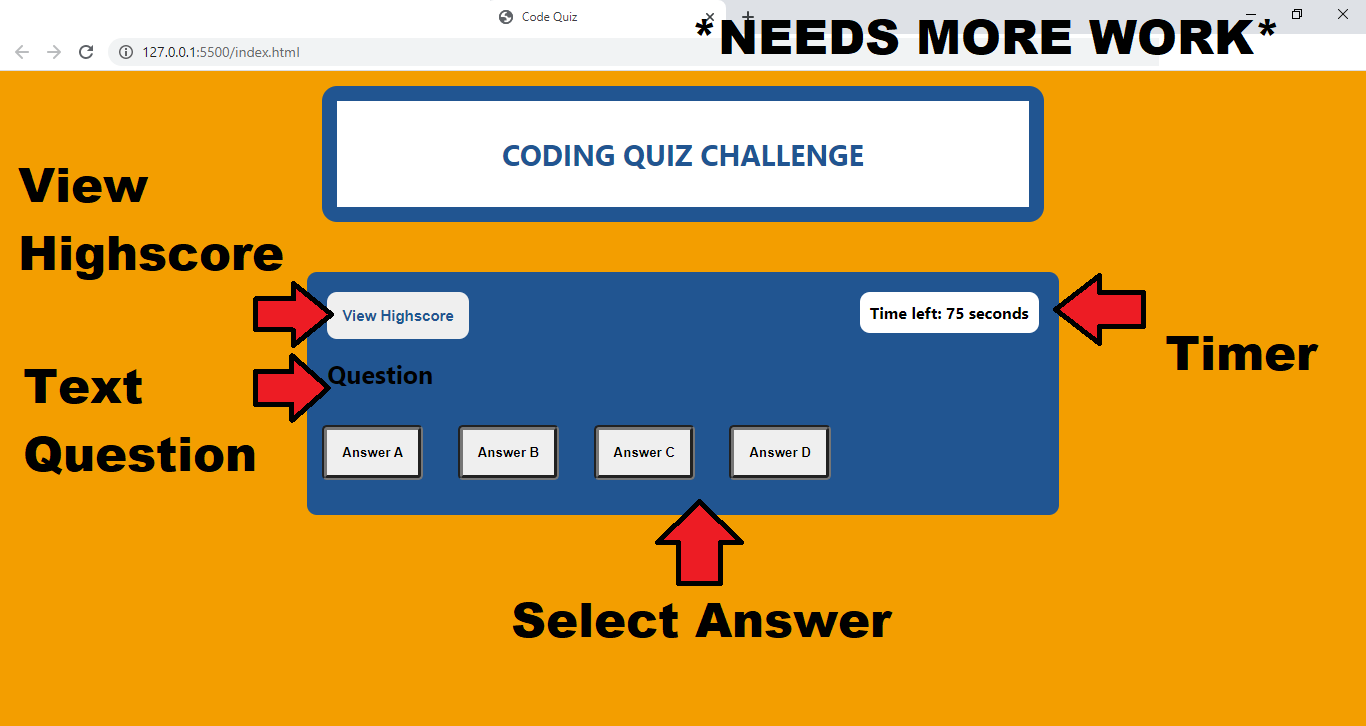 Code Quiz
*NEEDS MORE WORK*
127.0.0.1:5500/index.html
CODING QUIZ CHALLENGE
View
Highscore
View Highscore
Time left: 75 seconds
Timer
Text
Question
Question
Answer A Answer B Answer C Answer D
Select Answer